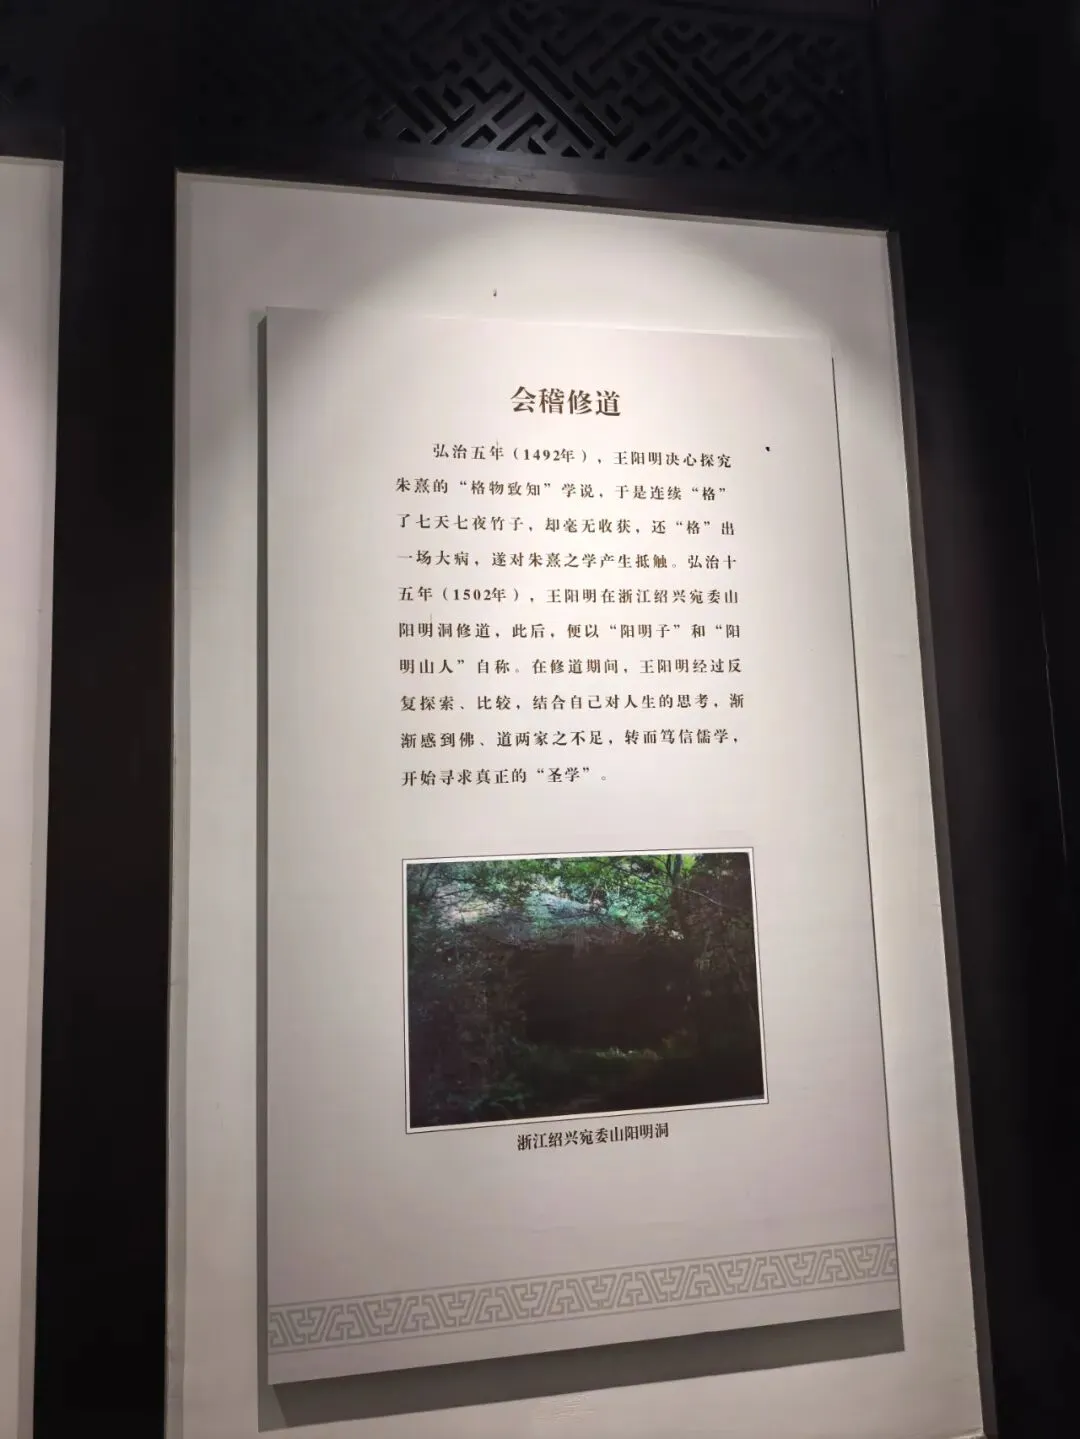 会稽修道
弘治五年（1492年），王阳明决心探究
朱熹的“格物致知”学说，于是连续“格”
了七天七夜竹子，却毫无收获，还“格”出
一场大病，遂对朱熹之学产生抵触。弘治十
五年（1502年），王阳明在浙江绍兴宛委山
阳明洞修道，此后，便以“阳明子”和“阳
明山人”自称。在修道期间，王阳明经过反
复探索、比较，结合自己对人生的思考，渐
渐感到佛、道两家之不足，转而笃信儒学，
开始寻求真正的“圣学”。
浙江绍兴宛委山阳明洞